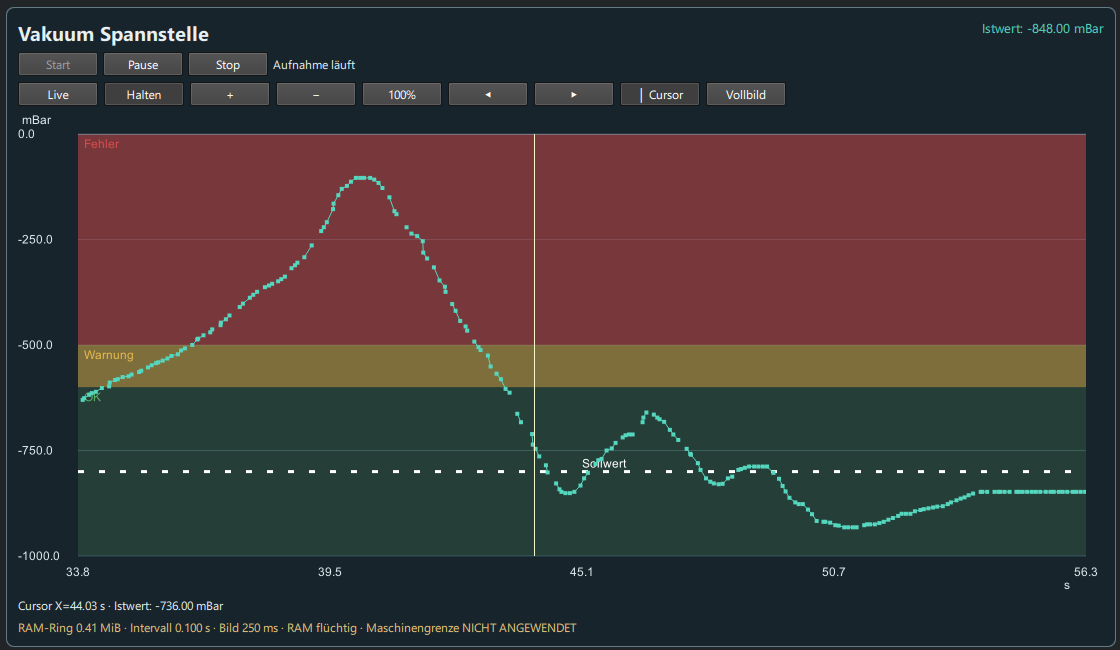 Vakuum Spannstelle
Istwert: -848.00 mBar
Start Pause Stop Aufnahme läuft
Live Halten + − 100% ◄ ► | Cursor Vollbild
mBar
0.0
Fehler
-250.0
-500.0
Warnung
OK
-750.0
Sollwert
-1000.0
33.8 39.5 45.1 50.7 56.3
s
Cursor X=44.03 s · Istwert: -736.00 mBar
RAM-Ring 0.41 MiB · Intervall 0.100 s · Bild 250 ms · RAM flüchtig · Maschinengrenze NICHT ANGEWENDET